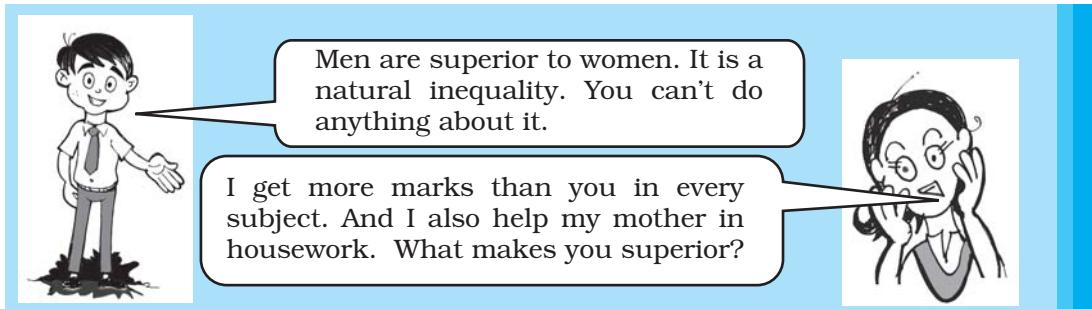 Men are superior to women. It is a
natural inequality. You can't do
anything about it.
I get more marks than you in every
subject. And I also help my mother in
housework. What makes you superior?